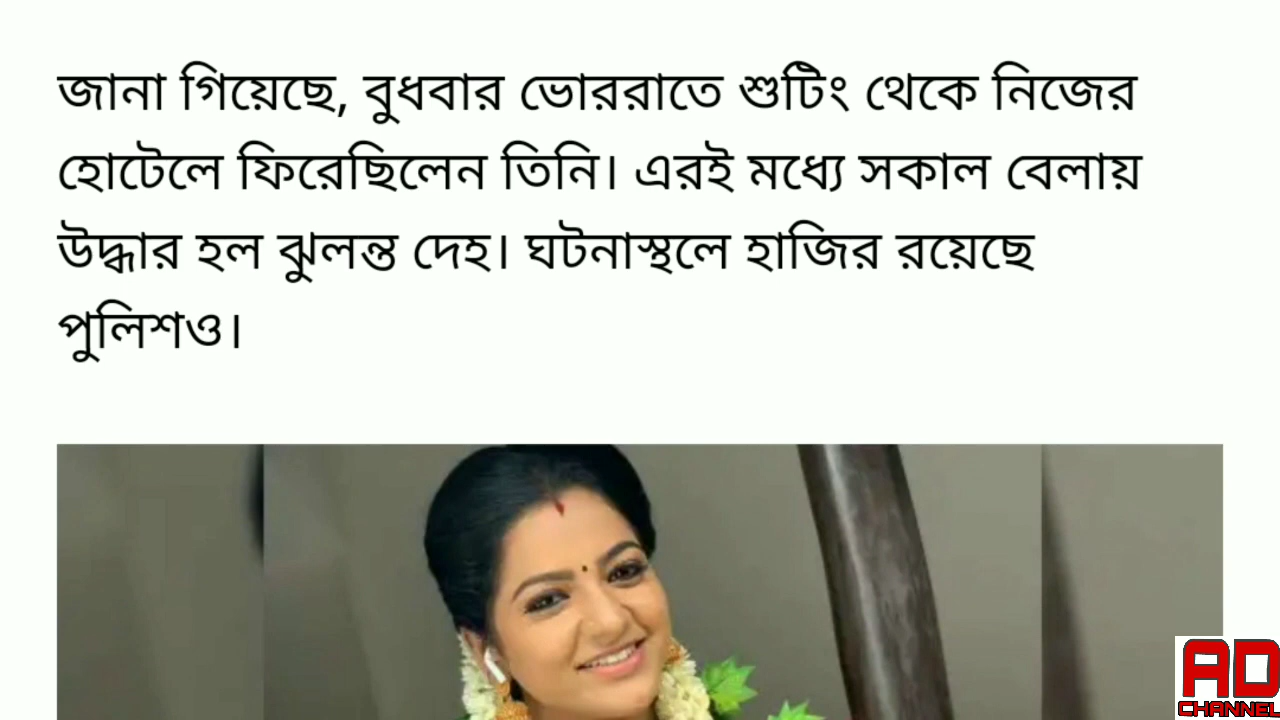 জানা গিয়েছে, বুধবার ভোররাতে শুটিং থেকে নিজের
হোটেলে ফিরেছিলেন তিনি। এরই মধ্যে সকাল বেলায়
উদ্ধার হল ঝুলন্ত দেহ। ঘটনাস্থলে হাজির রয়েছে
পুলিশও।
AD
CHANNEL